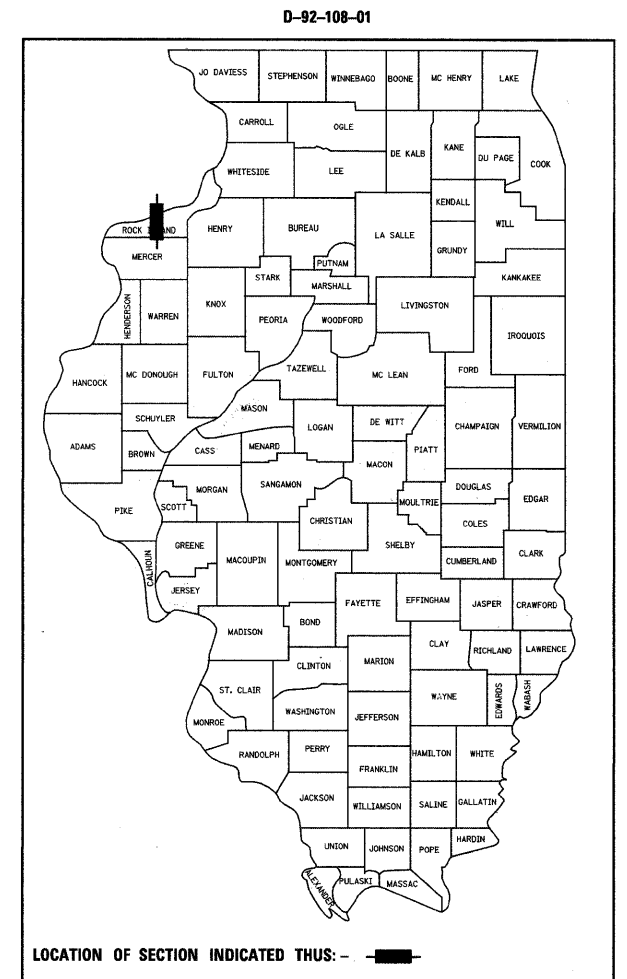 D-92-108-01
JO DAVIESS
STEPHENSON
WINNEBAGO
BOONE
MC HENRY
LAKE
CARROLL
OGLE
DE KALB
KANE
DU PAGE
COOK
WHITESIDE
LEE
KENDALL
WILL
ROCK ISLAND
HENRY
BUREAU
LA SALLE
GRUNDY
MERCER
PUTNAM
STARK
MARSHALL
KANKAKEE
HENDERSON
WARREN
KNOX
PEORIA
WOODFORD
LIVINGSTON
IROQUOIS
HANCOCK
MC DONOUGH
FULTON
TAZEWELL
MC LEAN
FORD
SCHUYLER
MASON
LOGAN
DE WITT
CHAMPAIGN
VERMILION
ADAMS
BROWN
CASS
MENARD
MACON
PIATT
PIKE
SCOTT
MORGAN
SANGAMON
CHRISTIAN
MOULTRIE
DOUGLAS
COLES
EDGAR
CALHOUN
GREENE
MACOUPIN
MONTGOMERY
SHELBY
CUMBERLAND
CLARK
JERSEY
FAYETTE
EFFINGHAM
JASPER
CRAWFORD
MADISON
BOND
CLAY
RICHLAND
LAWRENCE
CLINTON
MARION
ST. CLAIR
WAYNE
EDWARDS
WABASH
MONROE
WASHINGTON
JEFFERSON
RANDOLPH
PERRY
HAMILTON
WHITE
FRANKLIN
JACKSON
WILLIAMSON
SALINE
GALLATIN
UNION
JOHNSON
POPE
HARDIN
ALEXANDER
PULASKI
MASSAC
LOCATION OF SECTION INDICATED THUS: -